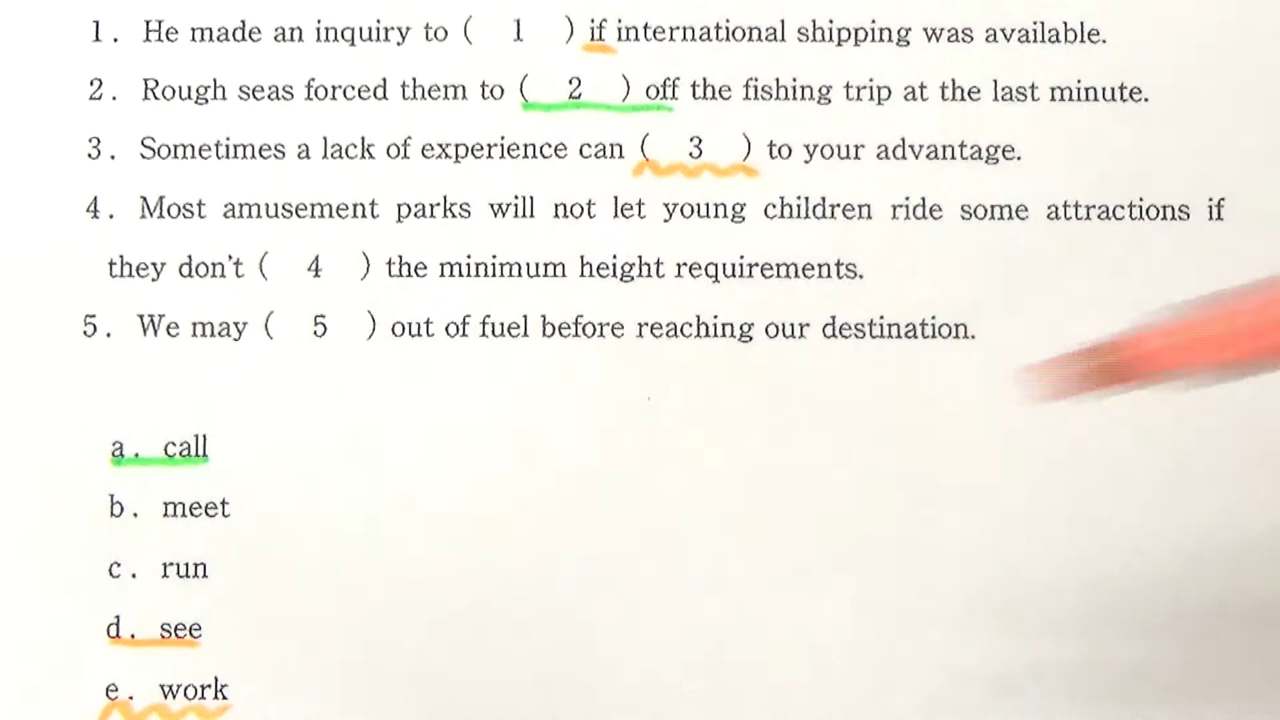 1. He made an inquiry to ( 1 ) if international shipping was available.
2. Rough seas forced them to ( 2 ) off the fishing trip at the last minute.
3. Sometimes a lack of experience can ( 3 ) to your advantage.
4. Most amusement parks will not let young children ride some attractions if
they don't ( 4 ) the minimum height requirements.
5. We may ( 5 ) out of fuel before reaching our destination.
a. call
b. meet
c. run
d. see
e. work